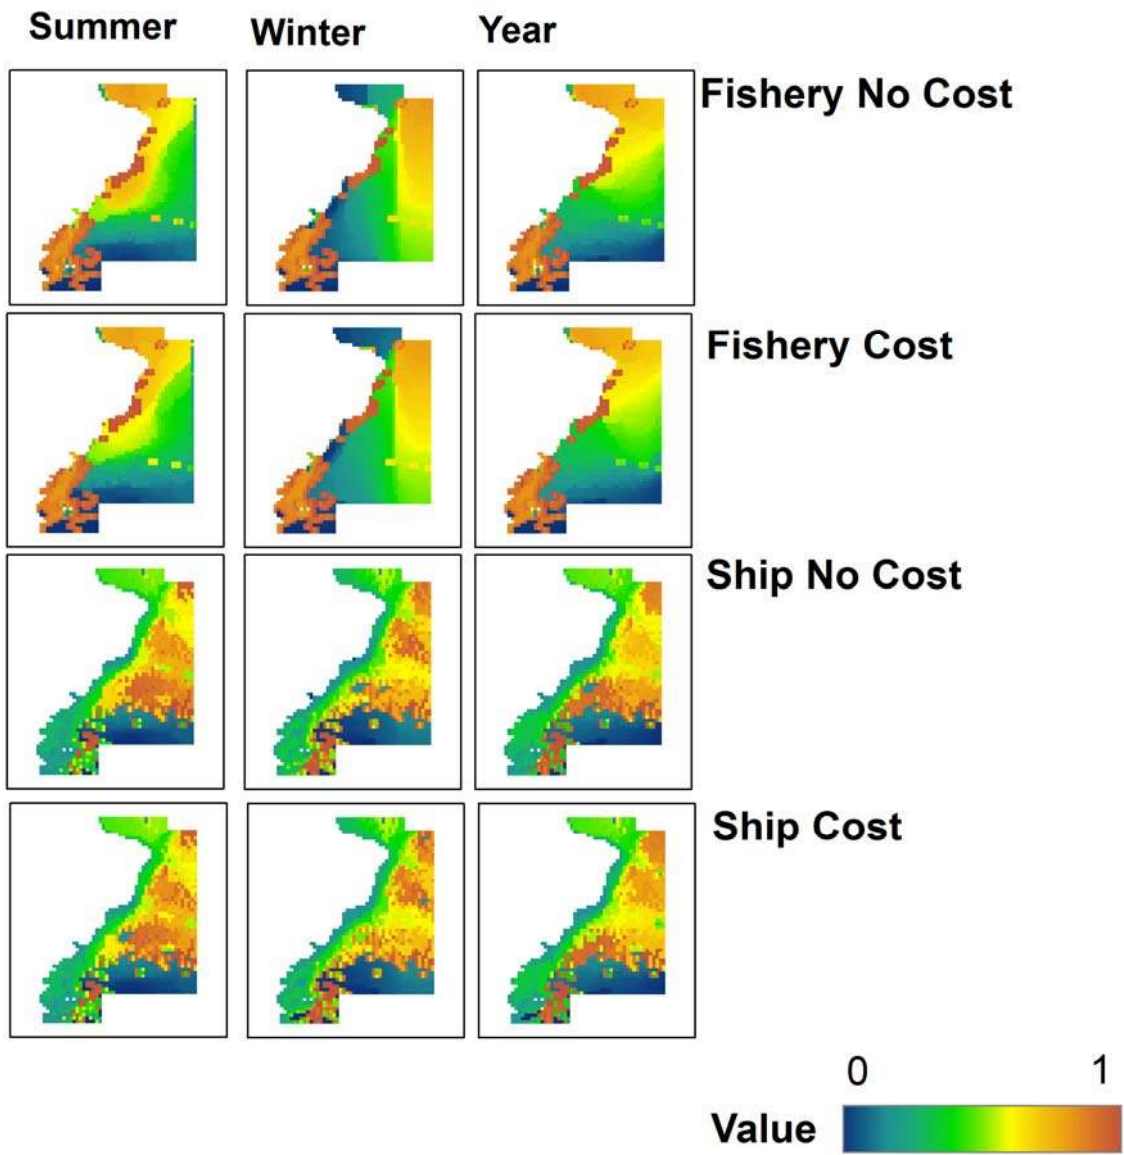 Summer Winter Year
Fishery No Cost
Fishery Cost
Ship No Cost
Ship Cost
0 1
Value